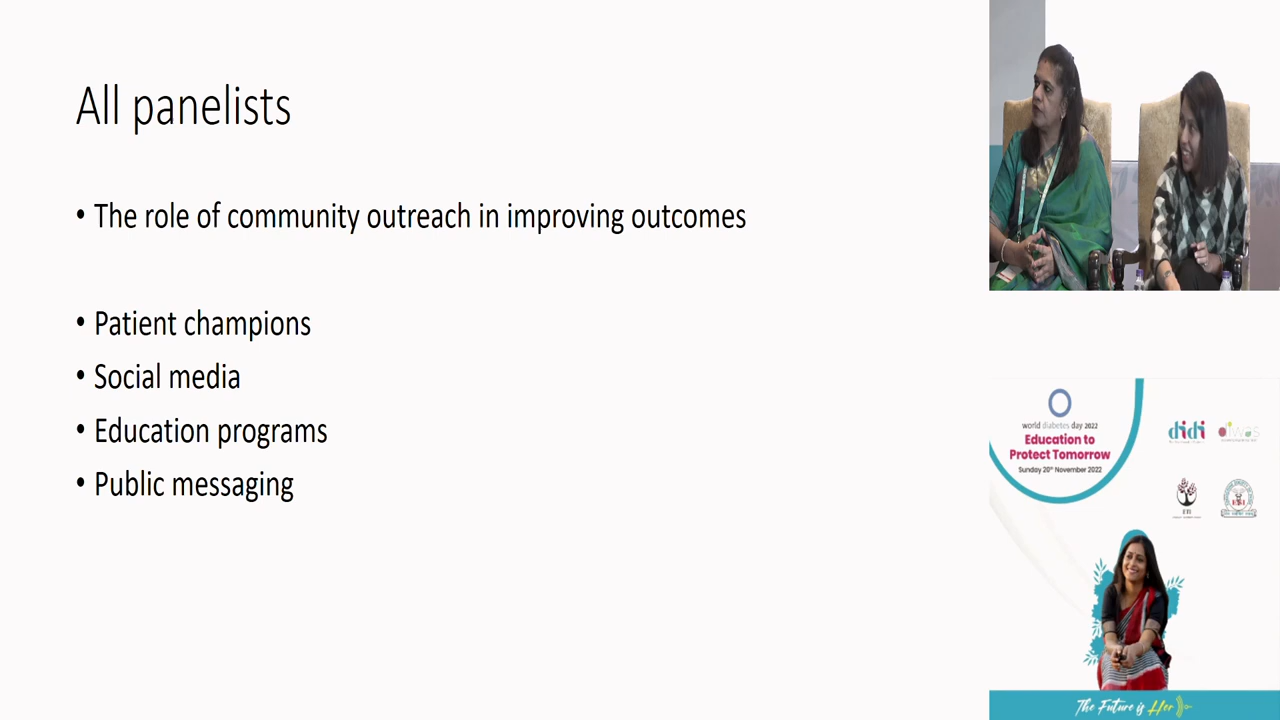 All panelists
• The role of community outreach in improving outcomes
• Patient champions
• Social media
• Education programs
• Public messaging
world diabetes day 2022
Education to
Protect Tomorrow
Sunday 20th November 2022
didi
The Future is Her